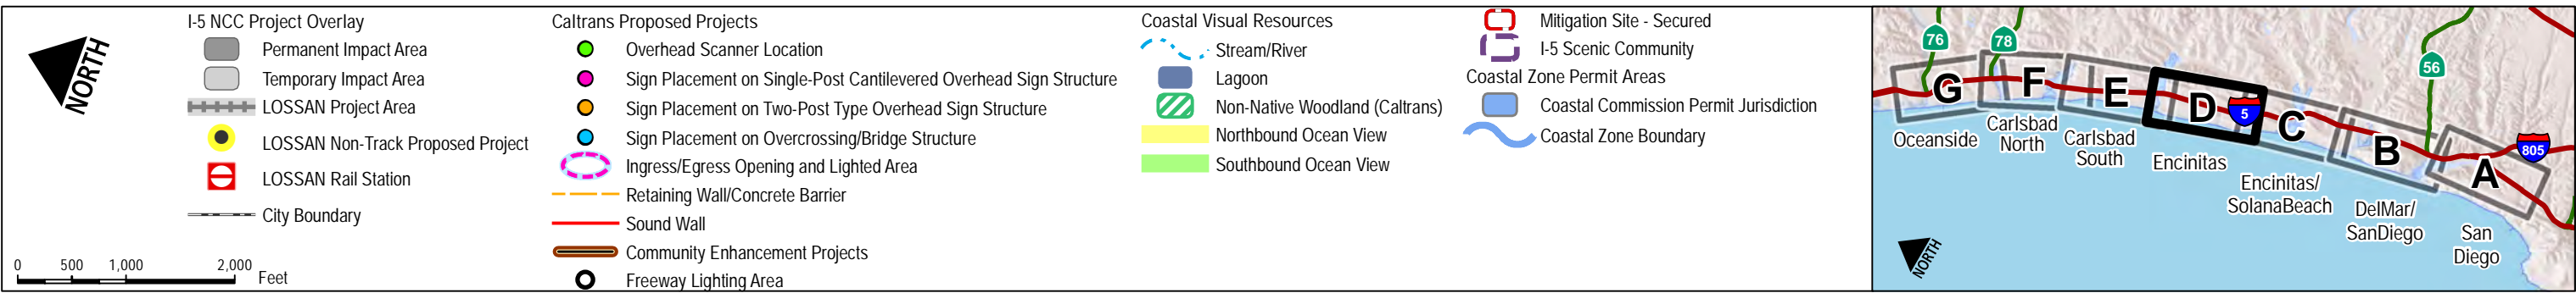 NORTH
0 500 1,000 2,000
Feet
I-5 NCC Project Overlay
Permanent Impact Area
Temporary Impact Area
LOSSAN Project Area
LOSSAN Non-Track Proposed Project
LOSSAN Rail Station
City Boundary
Caltrans Proposed Projects
Overhead Scanner Location
Sign Placement on Single-Post Cantilevered Overhead Sign Structure
Sign Placement on Two-Post Type Overhead Sign Structure
Sign Placement on Overcrossing/Bridge Structure
Ingress/Egress Opening and Lighted Area
Retaining Wall/Concrete Barrier
Sound Wall
Community Enhancement Projects
Freeway Lighting Area
Coastal Visual Resources
Stream/River
Lagoon
Non-Native Woodland (Caltrans)
Northbound Ocean View
Southbound Ocean View
Mitigation Site - Secured
I-5 Scenic Community
Coastal Zone Permit Areas
Coastal Commission Permit Jurisdiction
Coastal Zone Boundary
76
78
56
5
805
G
F
E
D
C
B
A
Oceanside
Carlsbad
North
Carlsbad
South
Encinitas
Encinitas/
SolanaBeach
DelMar/
SanDiego
San
Diego
NORTH